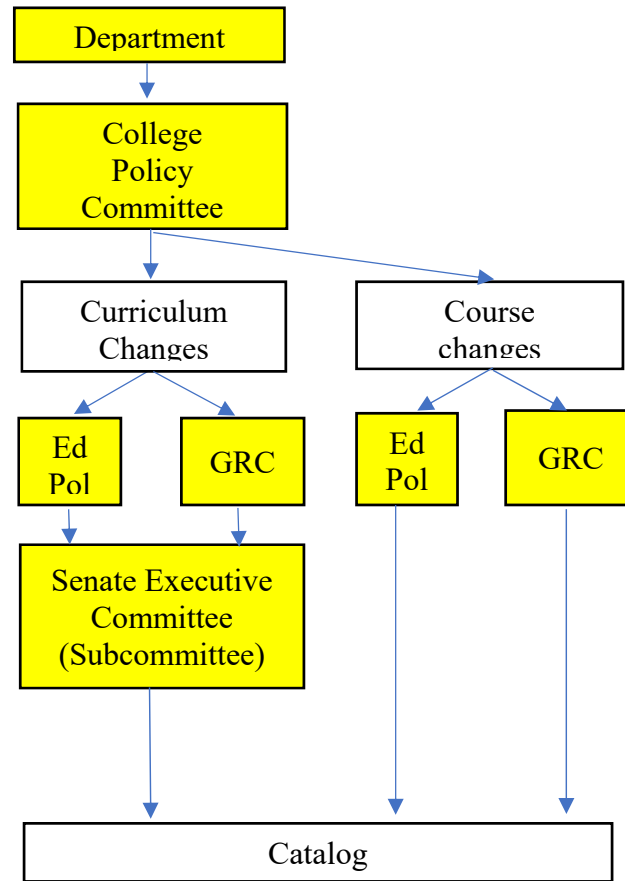 Department
College
Policy
Committee
Curriculum
Changes
Course
changes
Ed
Pol
GRC
Ed
Pol
GRC
Senate Executive
Committee
(Subcommittee)
Catalog